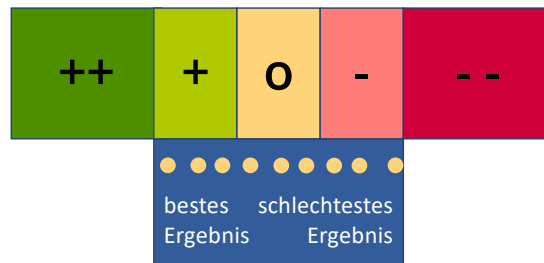 ++ + o - - -
bestes schlechtestes
Ergebnis Ergebnis